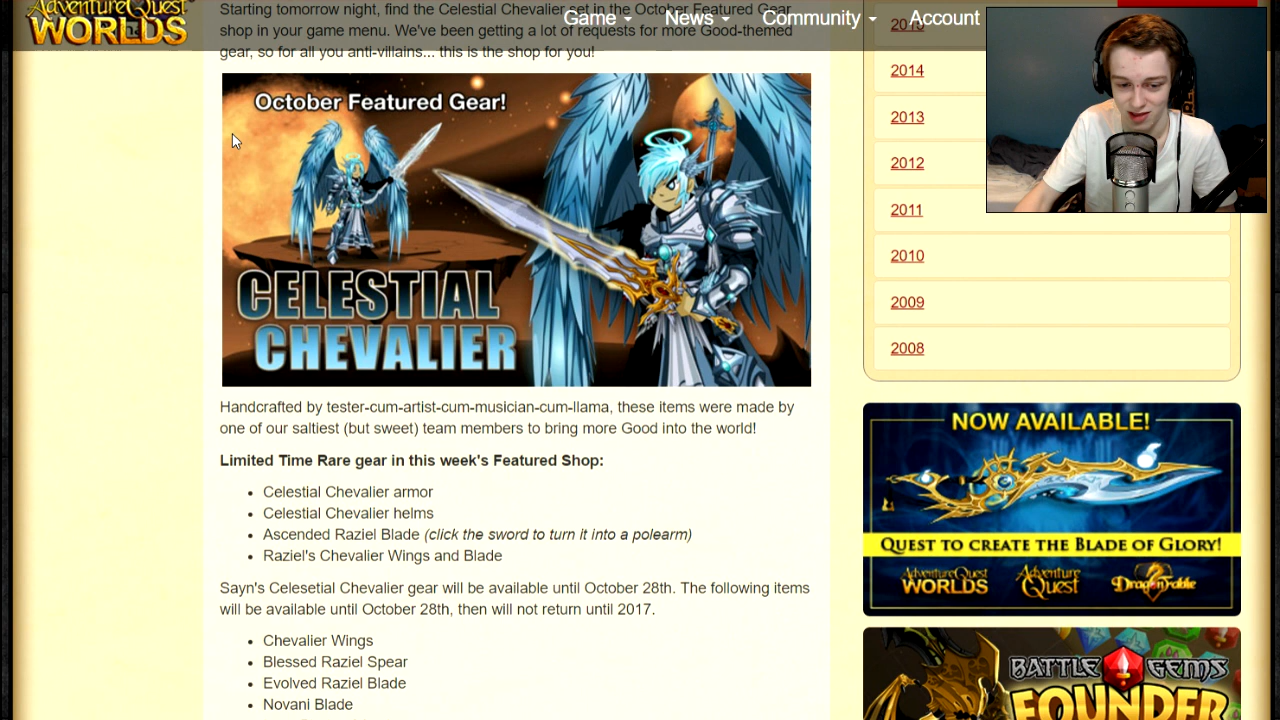 AdventureQuest
WORLDS
Game
News
Community
Account
Starting tomorrow night, find the Celestial Chevalier set in the October Featured Gear
shop in your game menu. We've been getting a lot of requests for more Good-themed
gear, so for all you anti-villains... this is the shop for you!
October Featured Gear!
CELESTIAL
CHEVALIER
Handcrafted by tester-cum-artist-cum-musician-cum-llama, these items were made by
one of our saltiest (but sweet) team members to bring more Good into the world!
Limited Time Rare gear in this week's Featured Shop:
• Celestial Chevalier armor
• Celestial Chevalier helms
• Ascended Raziel Blade (click the sword to turn it into a polearm)
• Raziel's Chevalier Wings and Blade
Sayn's Celesetial Chevalier gear will be available until October 28th. The following items
will be available until October 28th, then will not return until 2017.
• Chevalier Wings
• Blessed Raziel Spear
• Evolved Raziel Blade
• Novani Blade
2015
2014
2013
2012
2011
2010
2009
2008
NOW AVAILABLE!
QUEST TO CREATE THE BLADE OF GLORY!
AdventureQuest
WORLDS
Adventure
Quest
DragonFable
BATTLE GEMS
FOUNDER